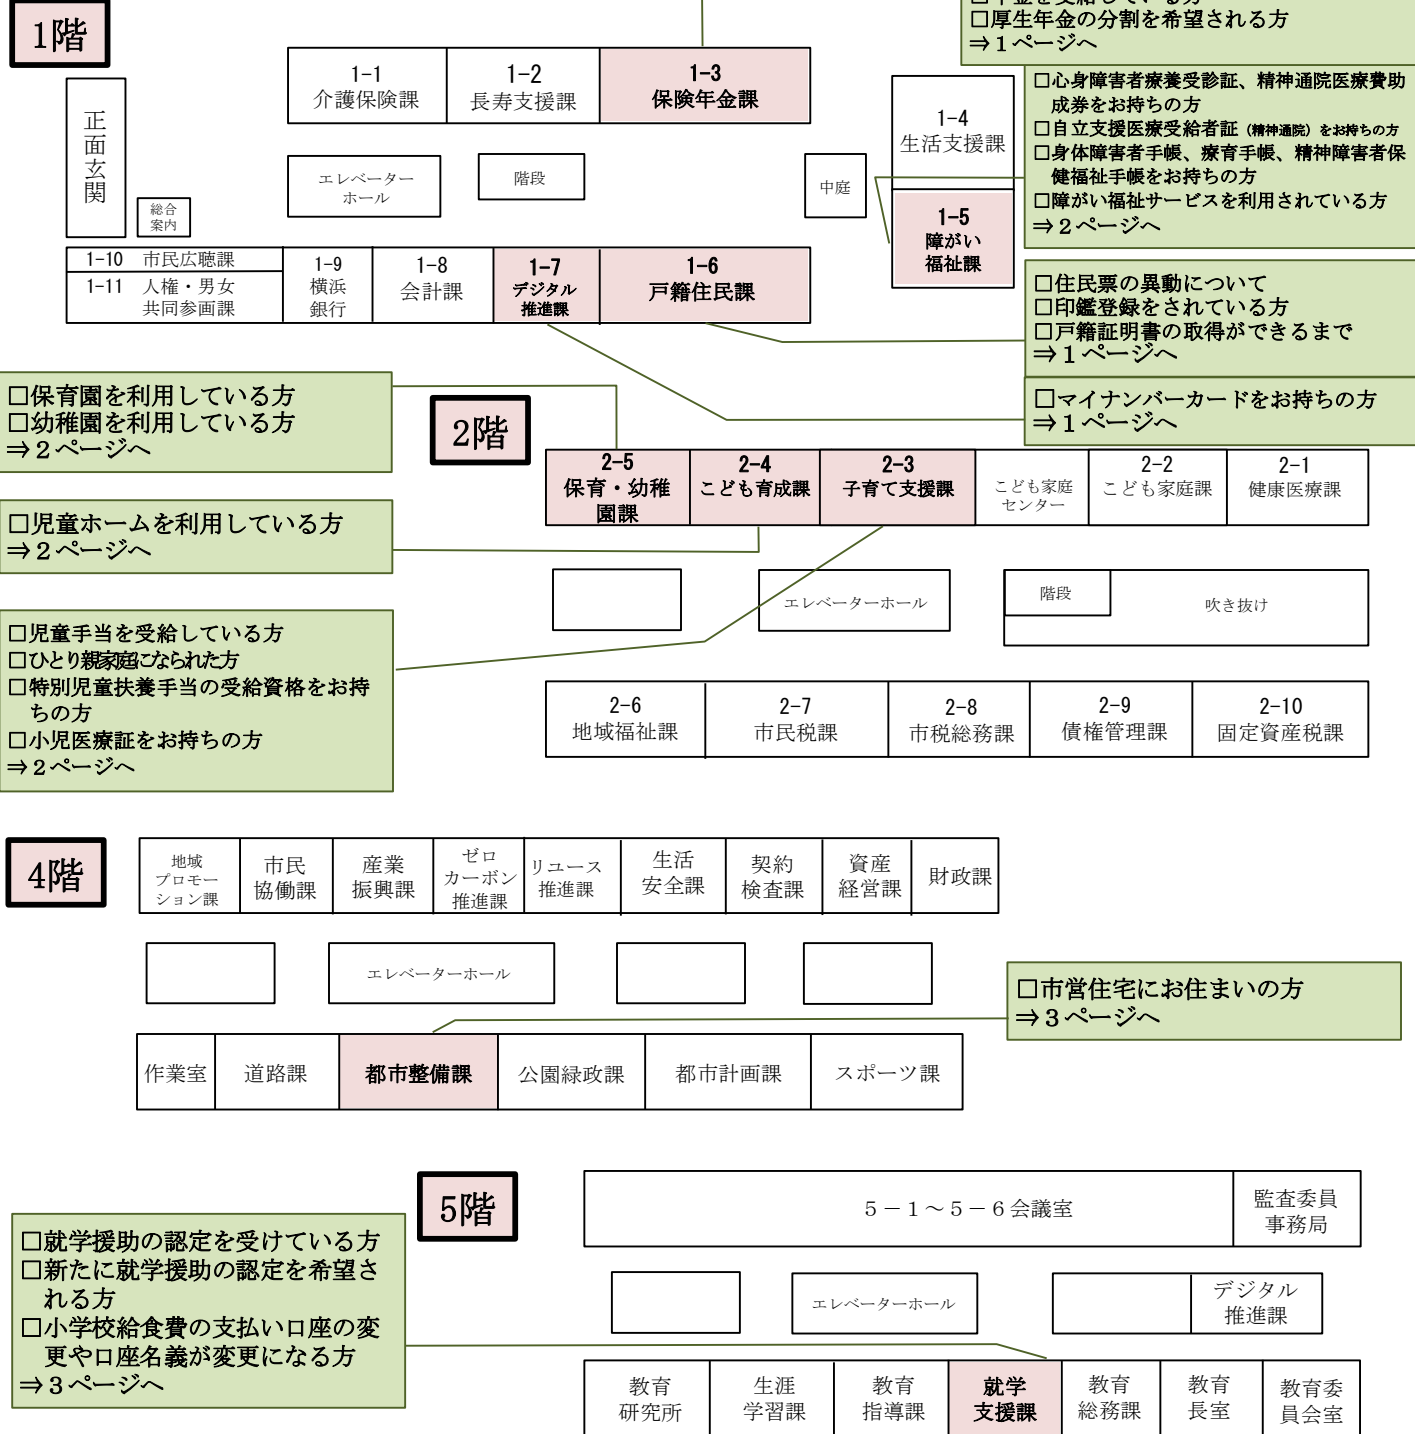 1階
□厚生年金の分割を希望される方
⇒１ページへ
1-1
介護保険課
1-2
長寿支援課
1-3
保険年金課
正面玄関
総合
案内
エレベーター
ホール
階段
中庭
1-4
生活支援課
1-5
障がい
福祉課
□心身障害者療養受診証、精神通院医療費助
成券をお持ちの方
□自立支援医療受給者証（精神通院）をお持ちの方
□身体障害者手帳、療育手帳、精神障害者保
健福祉手帳をお持ちの方
□障がい福祉サービスを利用されている方
⇒２ページへ
1-10 市民広聴課
1-11 人権・男女
共同参画課
1-9
横浜
銀行
1-8
会計課
1-7
デジタル
推進課
1-6
戸籍住民課
□住民票の異動について
□印鑑登録をされている方
□戸籍証明書の取得ができるまで
⇒１ページへ
□マイナンバーカードをお持ちの方
⇒１ページへ
□保育園を利用している方
□幼稚園を利用している方
⇒２ページへ
2階
2-5
保育・幼稚
園課
2-4
こども育成課
2-3
子育て支援課
こども家庭
センター
2-2
こども家庭課
2-1
健康医療課
□児童ホームを利用している方
⇒２ページへ
エレベーターホール
階段
吹き抜け
□児童手当を受給している方
□ひとり親家庭になられた方
□特別児童扶養手当の受給資格をお持
ちの方
□小児医療証をお持ちの方
⇒２ページへ
2-6
地域福祉課
2-7
市民税課
2-8
市税総務課
2-9
債権管理課
2-10
固定資産税課
4階
地域
プロモー
ション課
市民
協働課
産業
振興課
ゼロ
カーボン
推進課
リユース
推進課
生活
安全課
契約
検査課
資産
経営課
財政課
エレベーターホール
□市営住宅にお住まいの方
⇒３ページへ
作業室
道路課
都市整備課
公園緑政課
都市計画課
スポーツ課
5階
５－１～５－６会議室
監査委員
事務局
□就学援助の認定を受けている方
□新たに就学援助の認定を希望さ
れる方
□小学校給食費の支払い口座の変
更や口座名義が変更になる方
⇒３ページへ
エレベーターホール
デジタル
推進課
教育
研究所
生涯
学習課
教育
指導課
就学
支援課
教育
総務課
教育
長室
教育委
員会室